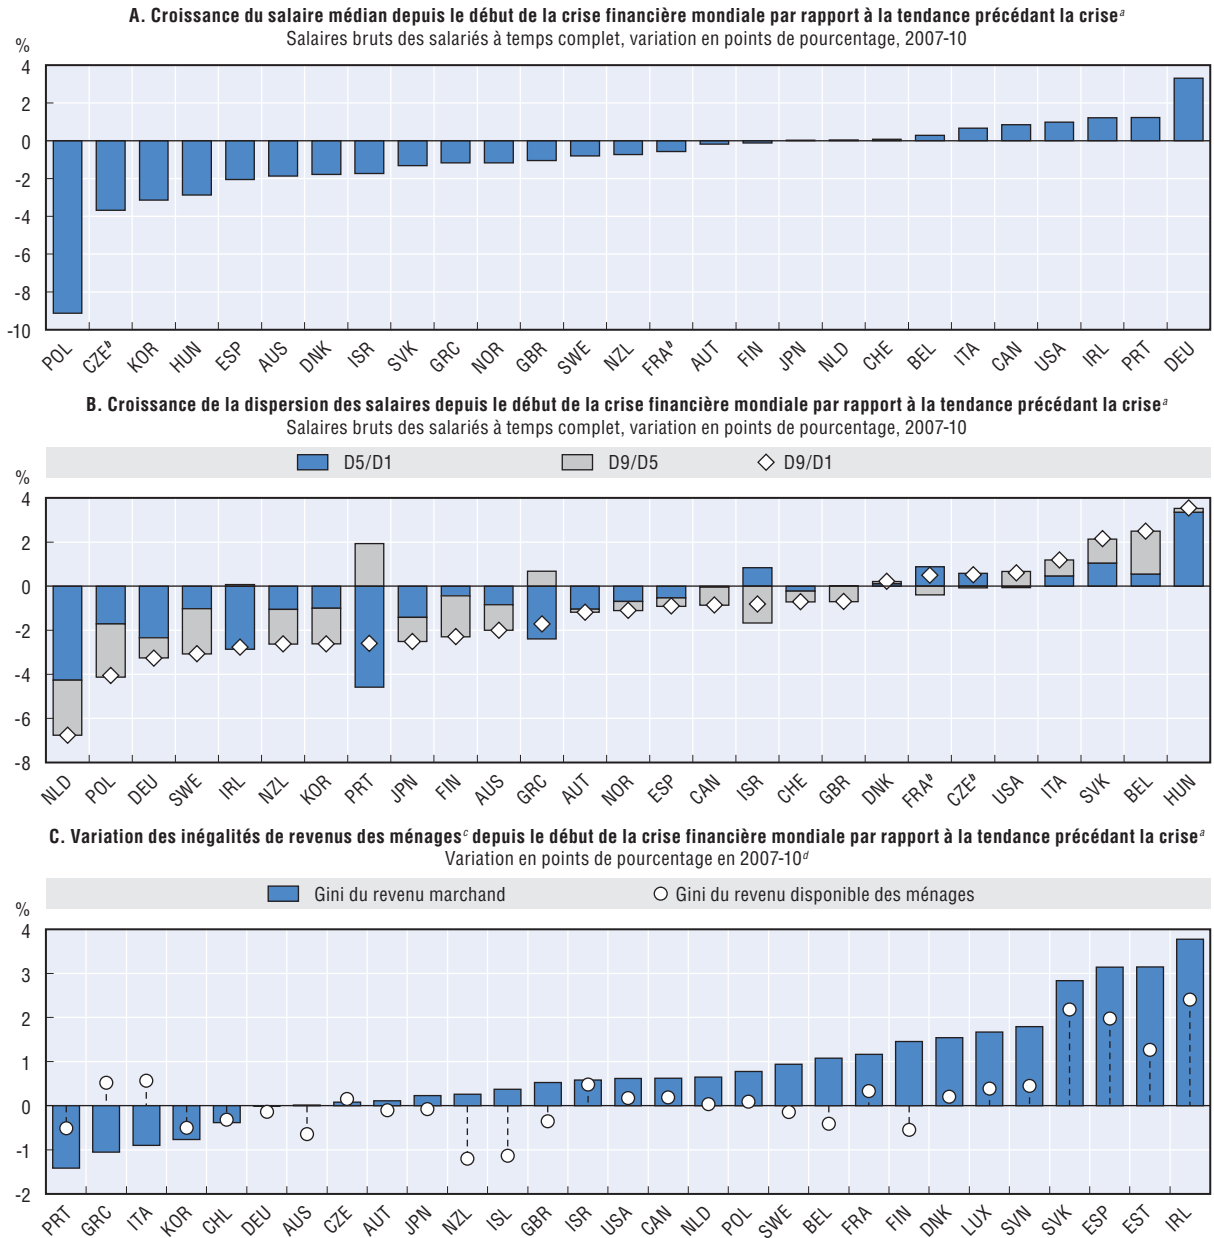 A. Croissance du salaire médian depuis le début de la crise financière mondiale par rapport à la tendance précédant la crise^a
Salaires bruts des salariés à temps complet, variation en points de pourcentage, 2007-10
%
4
2
0
-2
-4
-6
-8
-10
POL CZE^b KOR HUN ESP AUS DNK ISR SVK GRC NOR GBR SWE NZL FRA^b AUT FIN JPN NLD CHE BEL ITA CAN USA IRL PRT DEU
B. Croissance de la dispersion des salaires depuis le début de la crise financière mondiale par rapport à la tendance précédant la crise^a
Salaires bruts des salariés à temps complet, variation en points de pourcentage, 2007-10
D5/D1 D9/D5 D9/D1
%
4
2
0
-2
-4
-6
-8
NLD POL DEU SWE IRL NZL KOR PRT JPN FIN AUS GRC AUT NOR ESP CAN ISR CHE GBR DNK FRA^b CZE^b USA ITA SVK BEL HUN
C. Variation des inégalités de revenus des ménages^c depuis le début de la crise financière mondiale par rapport à la tendance précédant la crise^a
Variation en points de pourcentage en 2007-10^d
Gini du revenu marchand Gini du revenu disponible des ménages
%
4
3
2
1
0
-1
-2
PRT GRC ITA KOR CHL DEU AUS CZE AUT JPN NZL ISL GBR ISR USA CAN NLD POL SWE BEL FRA FIN DNK LUX SVN SVK ESP EST IRL